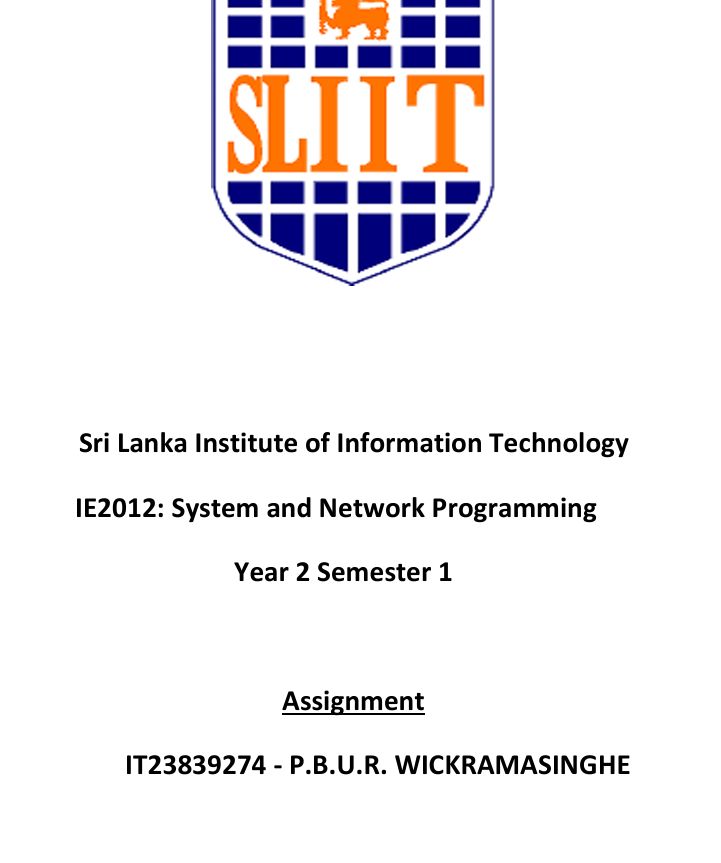 SLIIT
Sri Lanka Institute of Information Technology
IE2012: System and Network Programming
Year 2 Semester 1
Assignment
IT23839274 - P.B.U.R. WICKRAMASINGHE